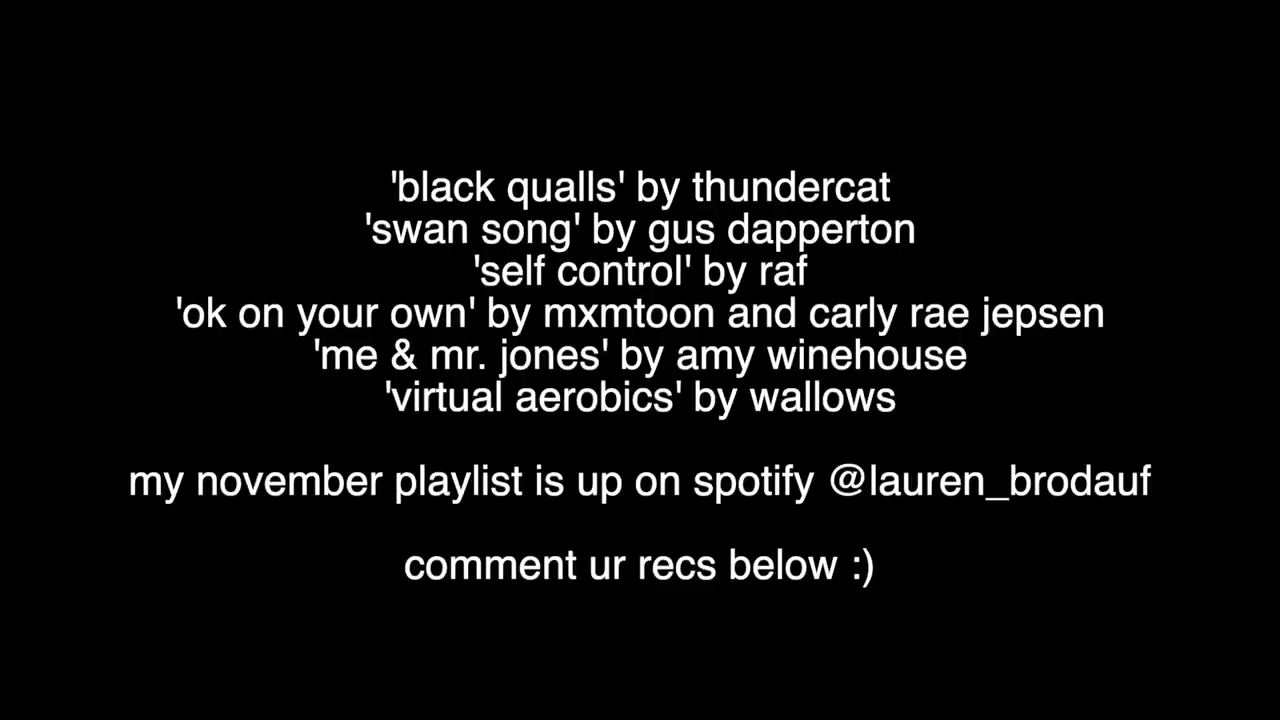 'black qualls' by thundercat
'swan song' by gus dapperton
'self control' by raf
'ok on your own' by mxmtoon and carly rae jepsen
'me & mr. jones' by amy winehouse
'virtual aerobics' by wallows
my november playlist is up on spotify @lauren_brodauf
comment ur recs below :)